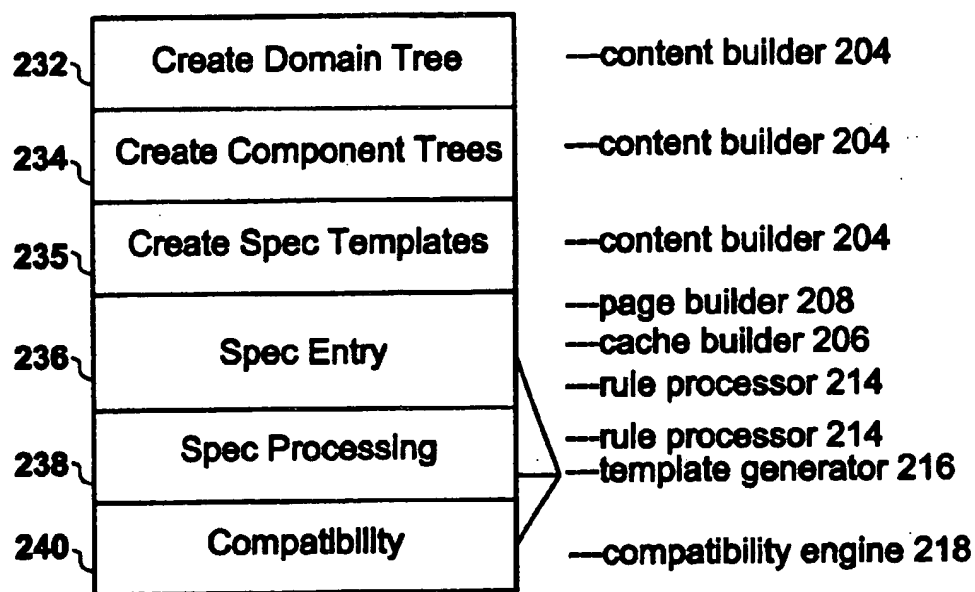 232 Create Domain Tree —content builder 204
234 Create Component Trees —content builder 204
235 Create Spec Templates —content builder 204
—page builder 208
236 Spec Entry —cache builder 206
—rule processor 214
—rule processor 214
238 Spec Processing —template generator 216
240 Compatibility —compatibility engine 218